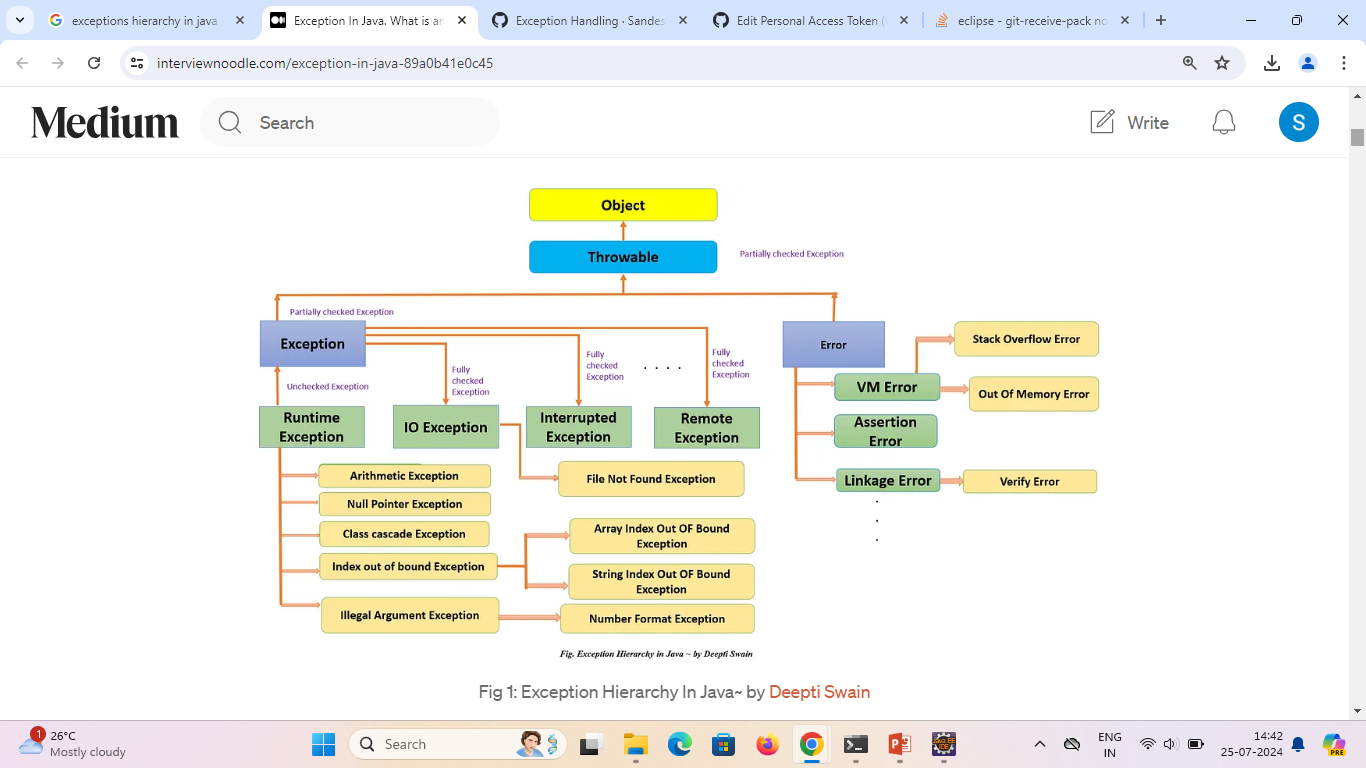 exceptions hierarchy in java
Exception In Java. What is an
Exception Handling · Sandes
Edit Personal Access Token (
eclipse - git-receive-pack no
interviewnoodle.com/exception-in-java-89a0b41e0c45
Medium
Search
Write
S
Object
Throwable
Partially checked Exception
Partially checked Exception
Exception
Error
Stack Overflow Error
Fully
checked
Exception
Fully
checked
Exception
. . . .
Fully
checked
Exception
Unchecked Exception
VM Error
Out Of Memory Error
Runtime
Exception
IO Exception
Interrupted
Exception
Remote
Exception
Assertion
Error
Arithmetic Exception
File Not Found Exception
Linkage Error
Verify Error
Null Pointer Exception
Class cascade Exception
Array Index Out OF Bound
Exception
Index out of bound Exception
String Index Out OF Bound
Exception
Illegal Argument Exception
Number Format Exception
Fig. Exception Hierarchy in Java ~ by Deepti Swain
Fig 1: Exception Hierarchy In Java~ by Deepti Swain
1
26°C
Mostly cloudy
Search
ENG
IN
14:42
25-07-2024
PRE